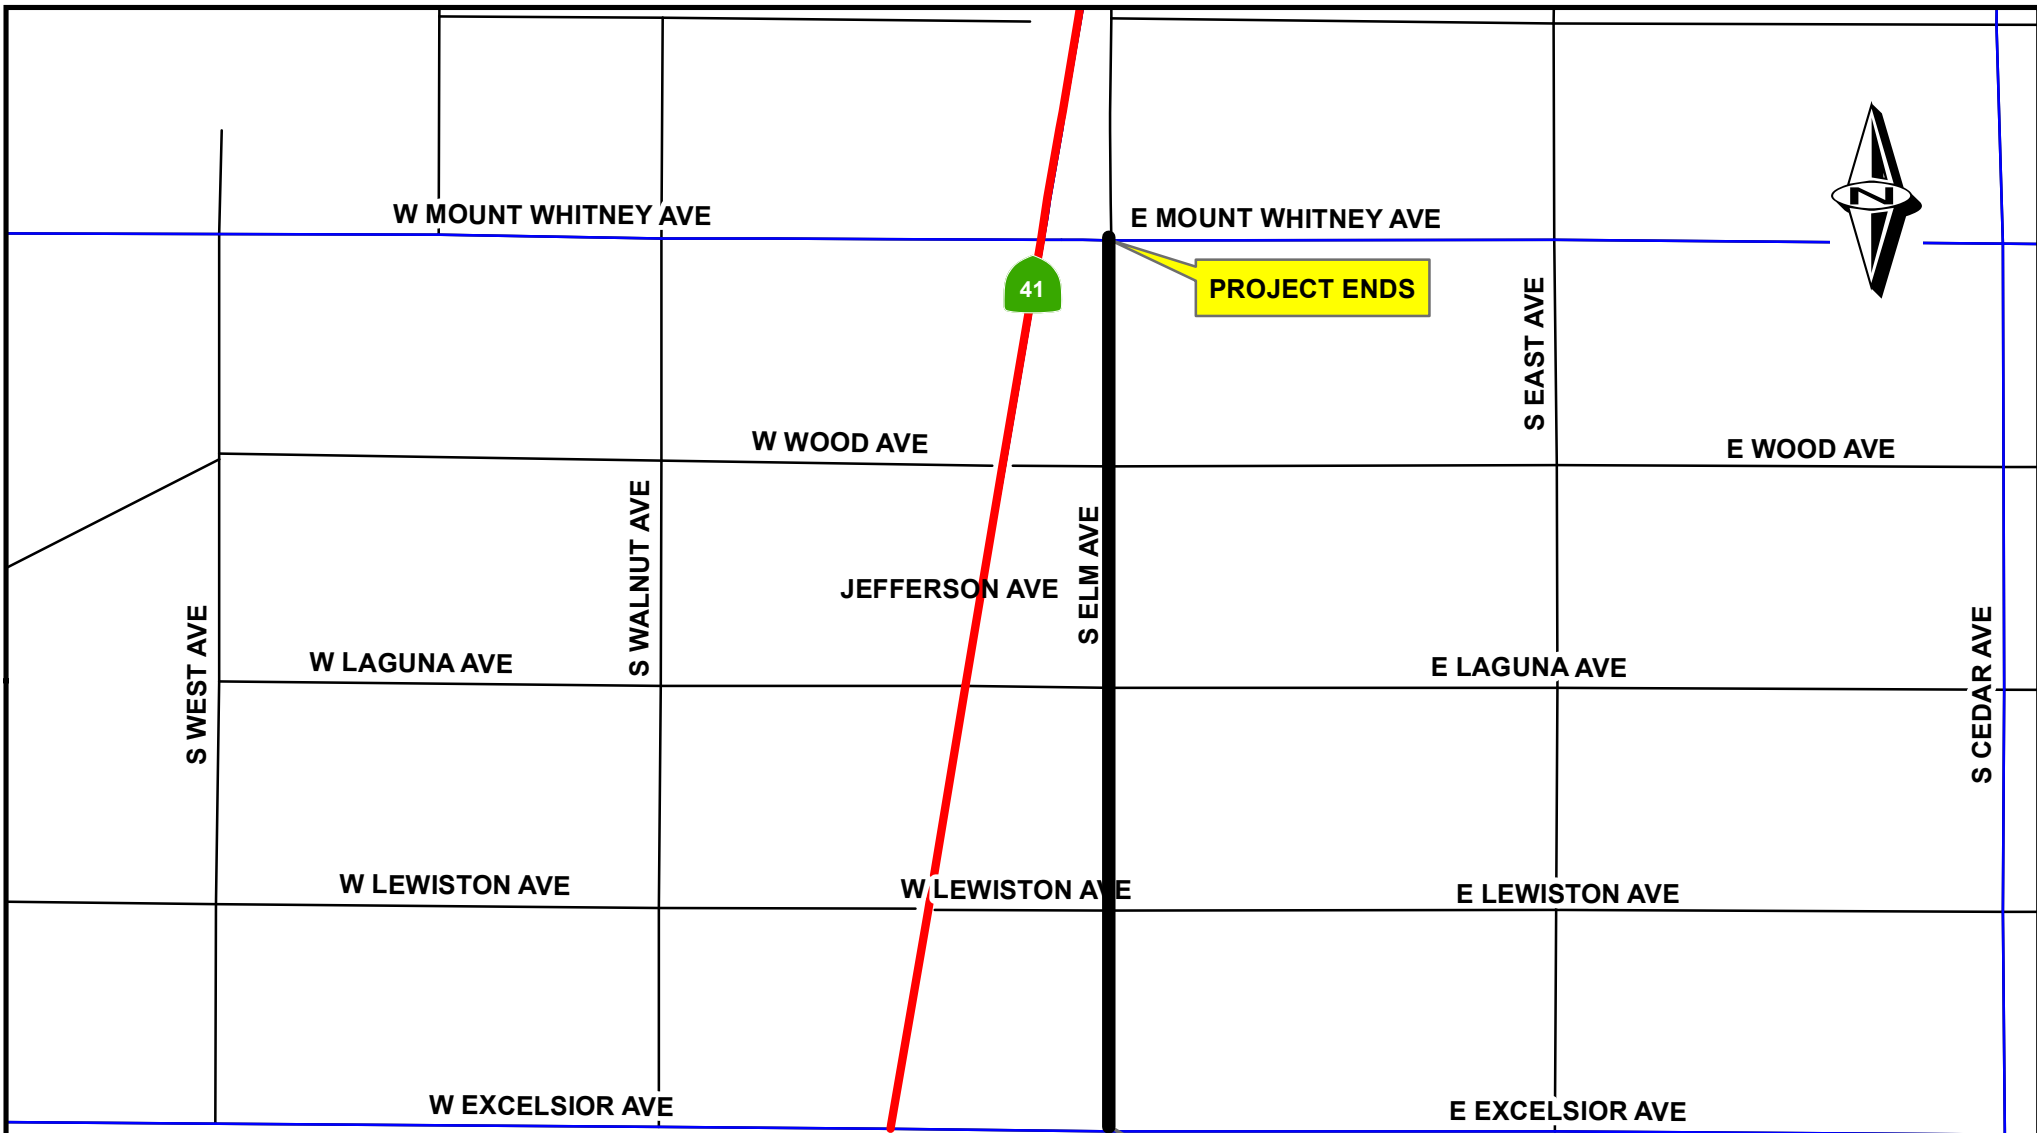 W MOUNT WHITNEY AVE
E MOUNT WHITNEY AVE
N
41
PROJECT ENDS
S EAST AVE
W WOOD AVE
E WOOD AVE
S WALNUT AVE
S ELM AVE
JEFFERSON AVE
S WEST AVE
S CEDAR AVE
W LAGUNA AVE
E LAGUNA AVE
W LEWISTON AVE
W LEWISTON AVE
E LEWISTON AVE
W EXCELSIOR AVE
E EXCELSIOR AVE